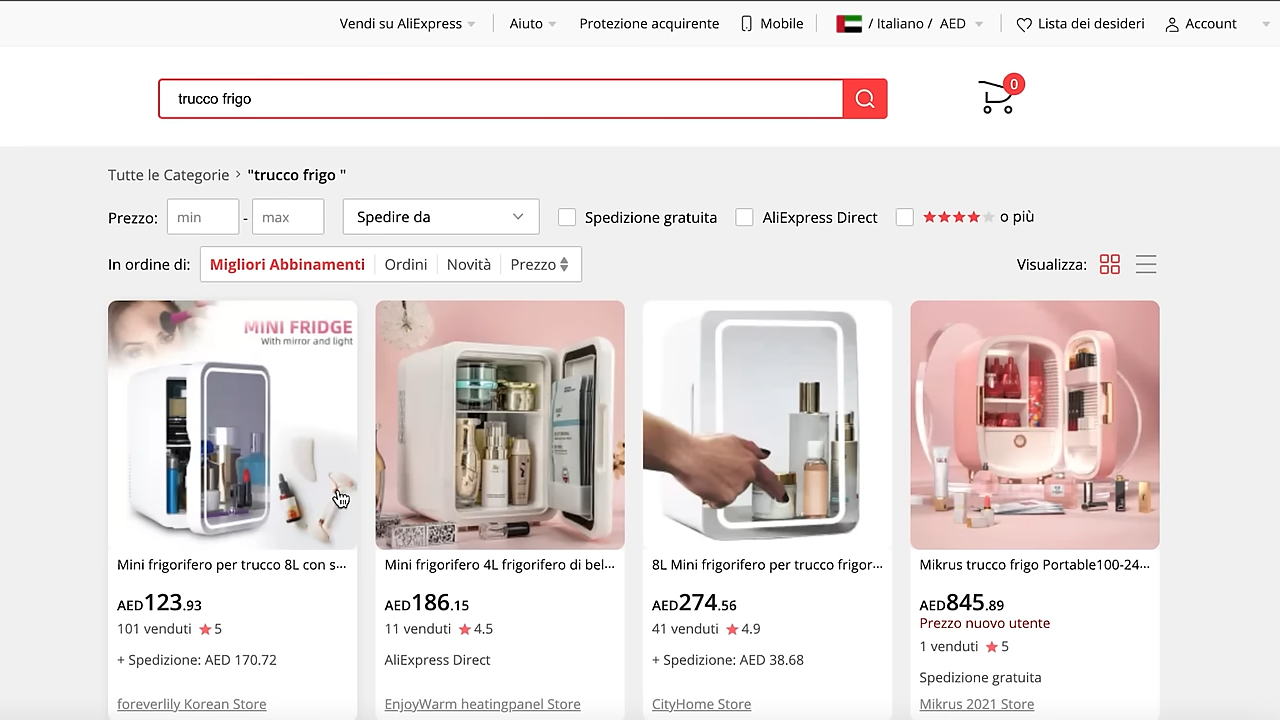 Vendi su AliExpress Aiuto Protezione acquirente Mobile / Italiano / AED Lista dei desideri Account
trucco frigo
0
Tutte le Categorie > "trucco frigo "
Prezzo: min - max Spedire da Spedizione gratuita AliExpress Direct o più
In ordine di: Migliori Abbinamenti Ordini Novità Prezzo Visualizza:
MINI FRIDGE
With mirror and light
Mini frigorifero per trucco 8L con s...
AED123.93
101 venduti 5
+ Spedizione: AED 170.72
foreverlily Korean Store
Mini frigorifero 4L frigorifero di bel...
AED186.15
11 venduti 4.5
AliExpress Direct
EnjoyWarm heatingpanel Store
8L Mini frigorifero per trucco frigor...
AED274.56
41 venduti 4.9
+ Spedizione: AED 38.68
CityHome Store
Mikrus trucco frigo Portable100-24...
AED845.89
Prezzo nuovo utente
1 venduti 5
Spedizione gratuita
Mikrus 2021 Store